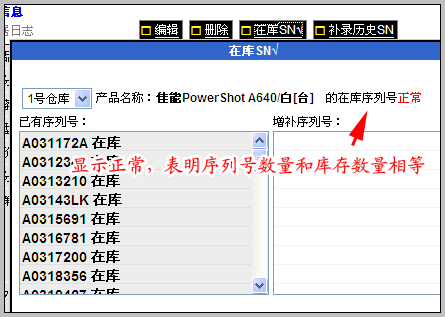 信息
居日志
编辑 删除 在库SN√ 补录历史SN
在库SN√
1号仓库 产品名称：佳能PowerShot A640/白[台] 的在库序列号正常
已有序列号： 增补序列号：
A031172A 在库
显示正常，表明序列号数量和库存数量相等
A0313210 在库
A03143LK 在库
A0315691 在库
A0316781 在库
A0317200 在库
A0318356 在库